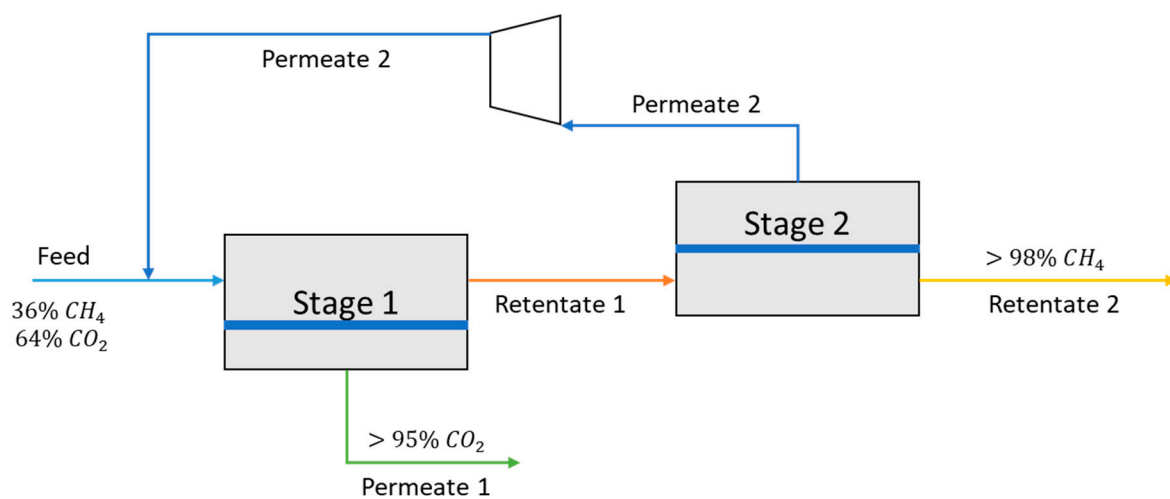 Permeate 2
Permeate 2
Stage 2
Feed
36% CH₄
64% CO₂
Stage 1
Retentate 1
> 98% CH₄
Retentate 2
> 95% CO₂
Permeate 1